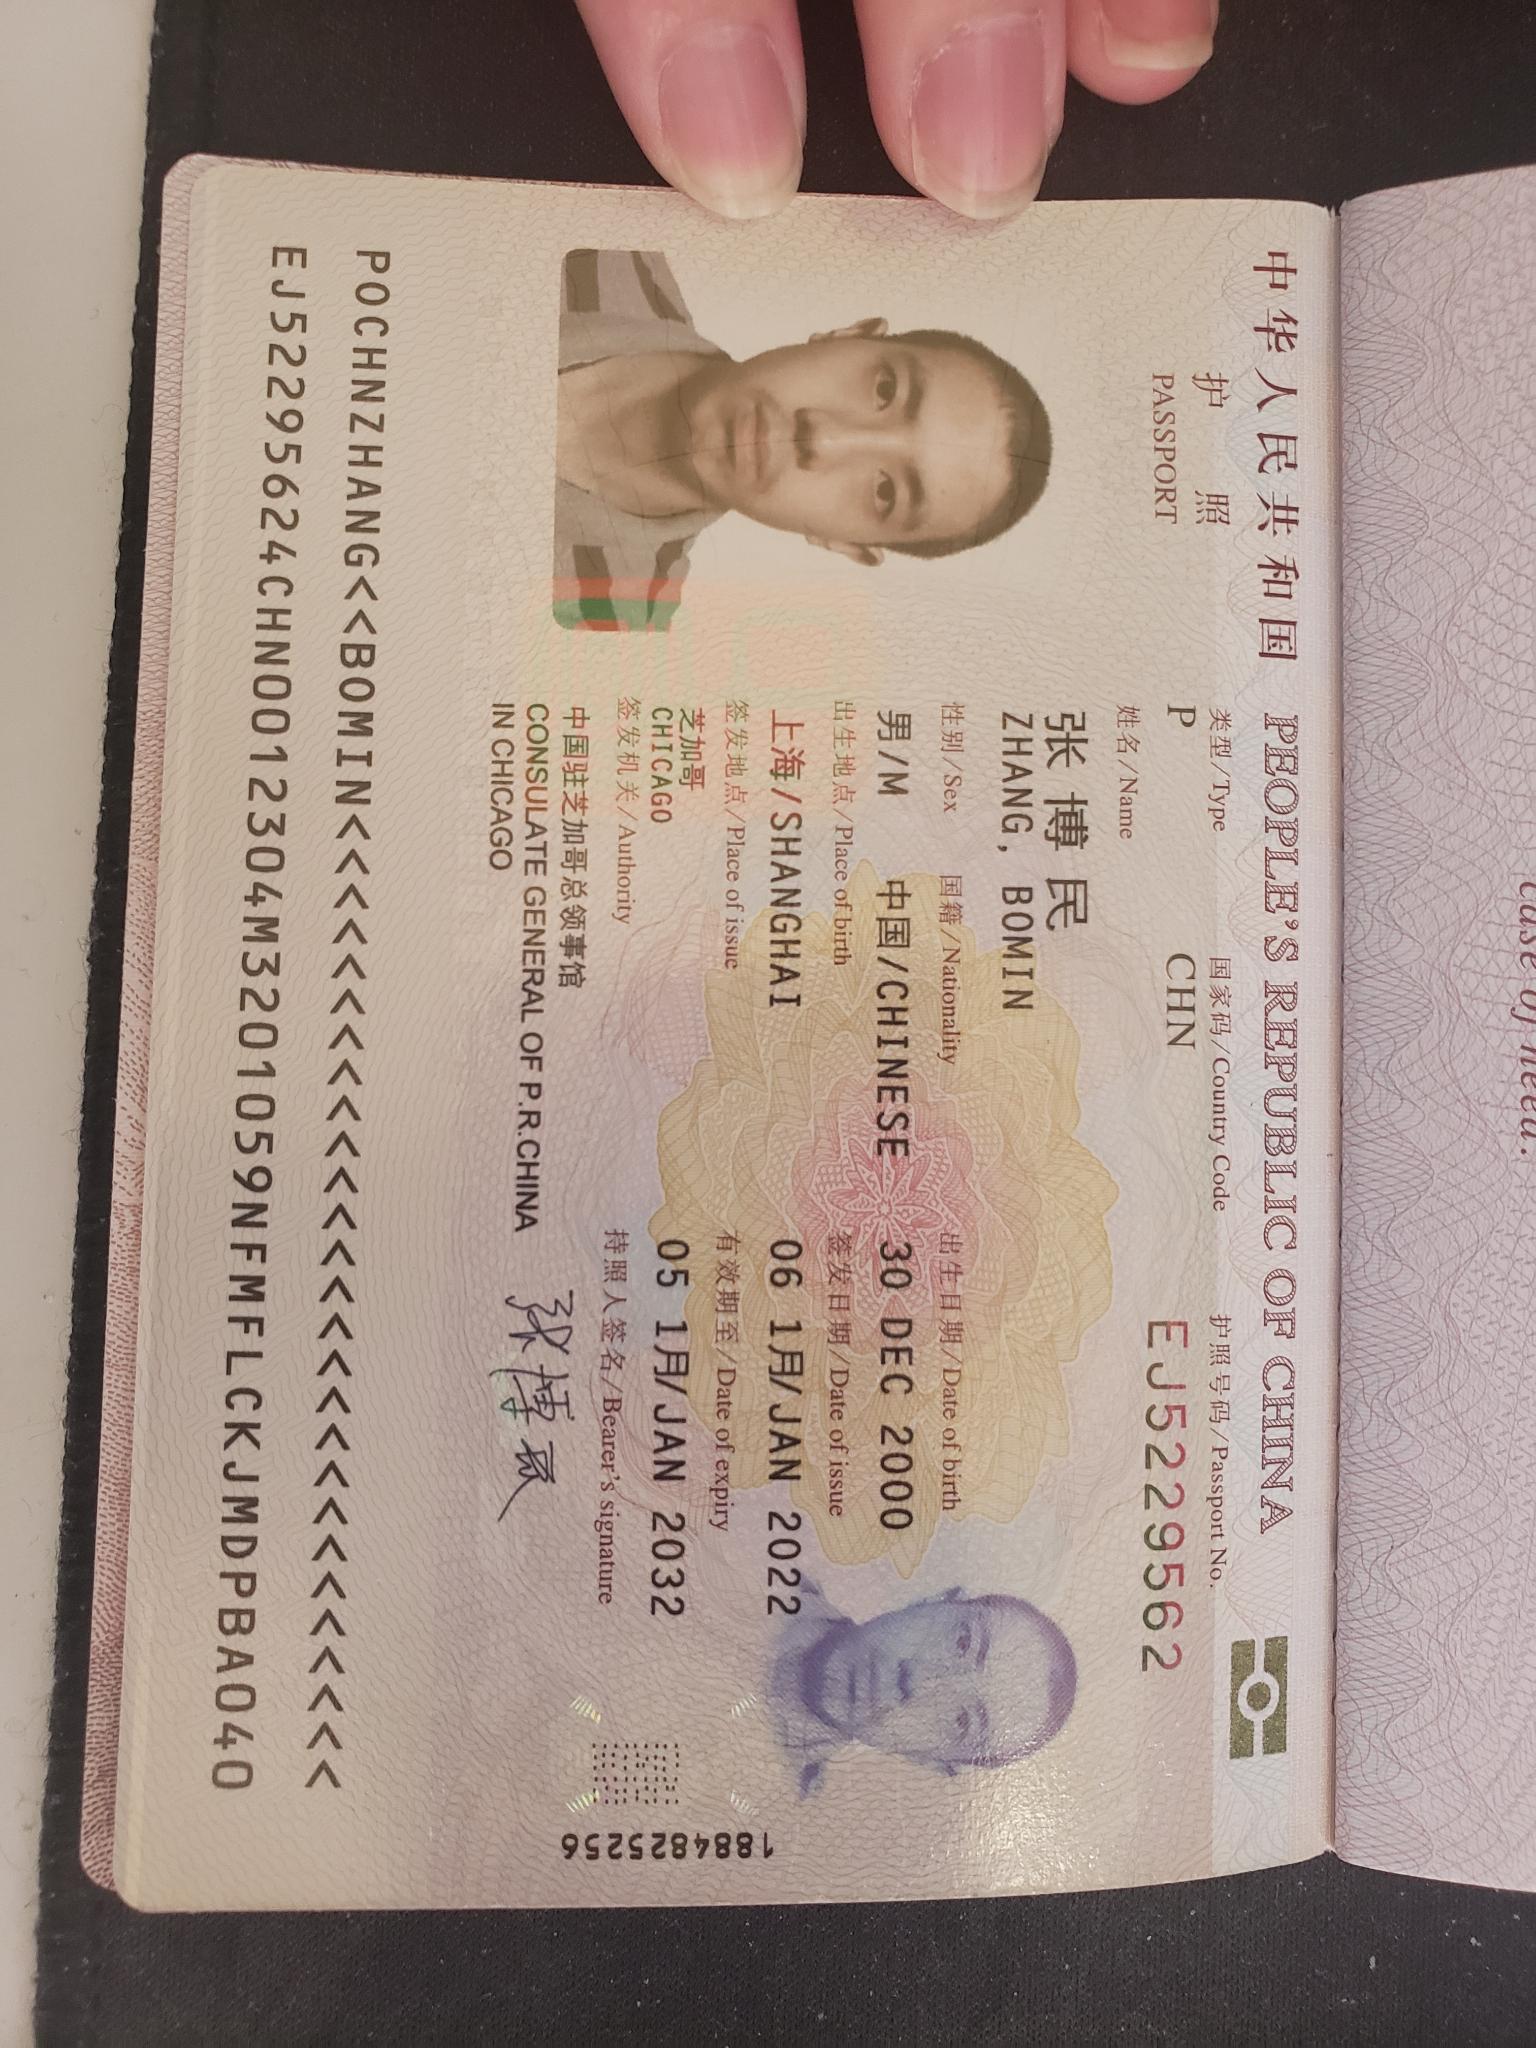 case of need.
中华人民共和国 PEOPLE'S REPUBLIC OF CHINA
护照
PASSPORT
类型/Type 国家码/Country Code 护照号码/Passport No.
P CHN EJ5229562
姓名/Name
张博民
ZHANG, BOMIN
性别/Sex 国籍/Nationality 出生日期/Date of birth
男/M 中国/CHINESE 30 DEC 2000
出生地点/Place of birth 签发日期/Date of issue
上海/SHANGHAI 06 1月/JAN 2022
签发地点/Place of issue 有效期至/Date of expiry
芝加哥
CHICAGO 05 1月/JAN 2032
签发机关/Authority 持照人签名/Bearer's signature
中国驻芝加哥总领事馆
CONSULATE GENERAL OF P.R.CHINA
IN CHICAGO
张博民
1884825256
POCHNZHANG<<BOMIN<<<<<<<<<<<<<<<<<<<<<<<<<<<
EJ52295624CHN0012304M3201059NFMFLCKJMDPBA040